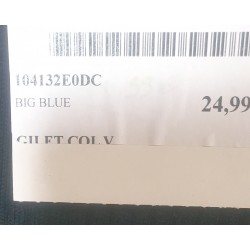 104132E0DC
BIG BLUE
24,99
GILET COL V